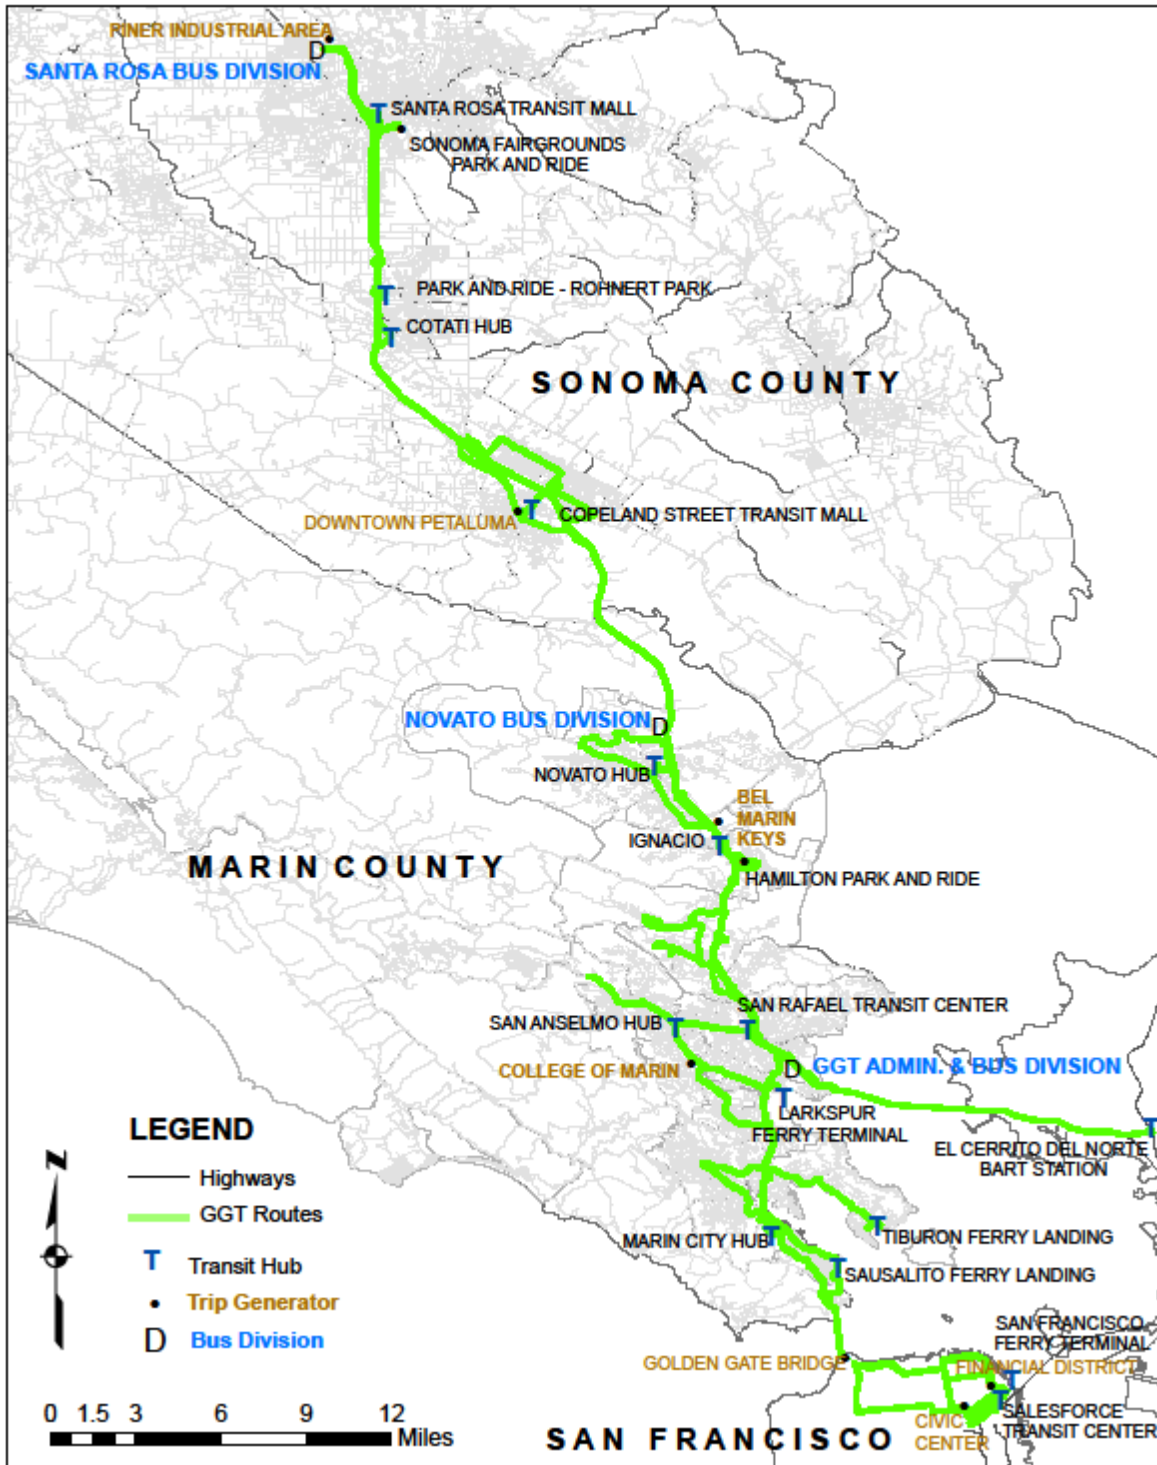 RINER INDUSTRIAL AREA
D
SANTA ROSA BUS DIVISION
T SANTA ROSA TRANSIT MALL
SONOMA FAIRGROUNDS
PARK AND RIDE
T PARK AND RIDE - ROHNERT PARK
T COTATI HUB
SONOMA COUNTY
DOWNTOWN PETALUMA
T COPELAND STREET TRANSIT MALL
NOVATO BUS DIVISION D
NOVATO HUB T
BEL
MARIN
KEYS
IGNACIO T
MARIN COUNTY
HAMILTON PARK AND RIDE
SAN RAFAEL TRANSIT CENTER
SAN ANSELMO HUB T T
COLLEGE OF MARIN
D GGT ADMIN. & BUS DIVISION
T
LARKSPUR
FERRY TERMINAL
T
EL CERRITO DEL NORTE
BART STATION
MARIN CITY HUB T
T TIBURON FERRY LANDING
T SAUSALITO FERRY LANDING
SAN FRANCISCO
FERRY TERMINAL
GOLDEN GATE BRIDGE
FINANCIAL DISTRICT
T
T SALESFORCE
TRANSIT CENTER
CIVIC
CENTER
SAN FRANCISCO
LEGEND
N
Highways
GGT Routes
T Transit Hub
Trip Generator
D Bus Division
0 1.5 3 6 9 12
Miles